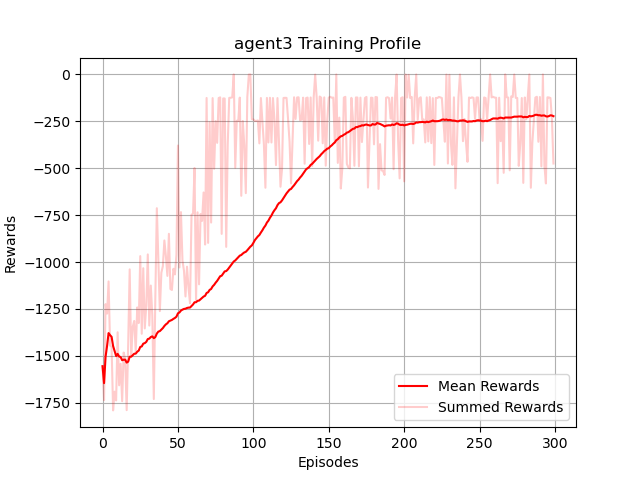 agent3 Training Profile
0
−250
−500
−750
−1000
−1250
−1500
−1750
Rewards
Mean Rewards
Summed Rewards
0 50 100 150 200 250 300
Episodes